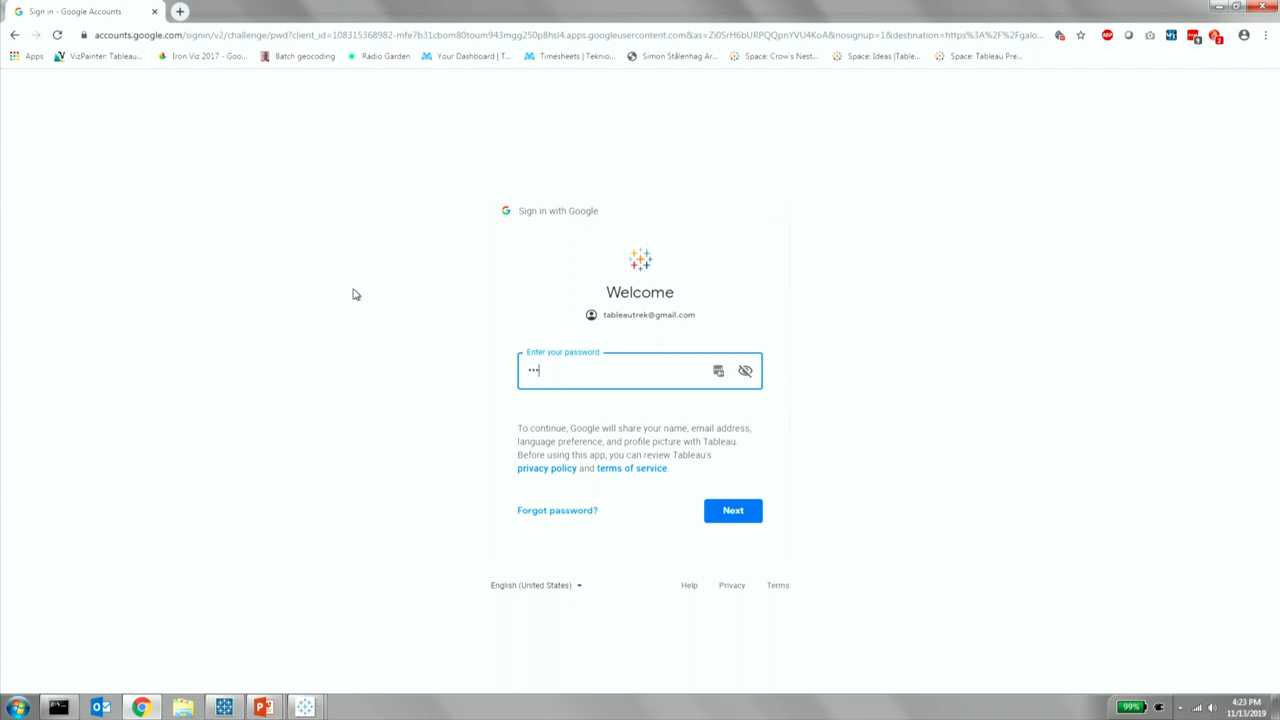 Sign in - Google Accounts
accounts.google.com/signin/v2/challenge/pwd?client_id=108315368982-mfe7b31cbom80toum943mgg250p8hsl4.apps.googleusercontent.com&as=Zi0SrH6bURPQQpnYVU4KoA&nosignup=1&destination=https%3A%2F%2Fgalo...
Apps
VizPainter: Tableau...
Iron Viz 2017 - Goo...
Batch geocoding
Radio Garden
Your Dashboard | T...
Timesheets | Teknio...
Simon Stålenhag Ar...
Space: Crow's Nest...
Space: Ideas (Table...
Space: Tableau Pre...
Sign in with Google
Welcome
tableautrek@gmail.com
Enter your password
To continue, Google will share your name, email address,
language preference, and profile picture with Tableau.
Before using this app, you can review Tableau's
privacy policy and terms of service.
Forgot password?
Next
English (United States)
Help
Privacy
Terms
99%
4:23 PM
11/13/2019